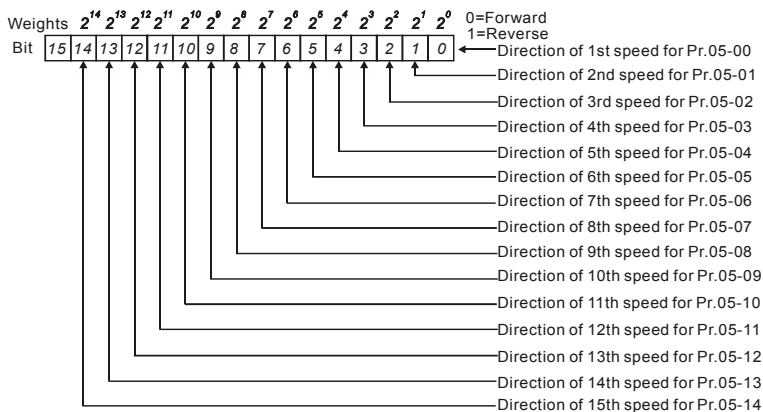 Weights 2^14 2^13 2^12 2^11 2^10 2^9 2^8 2^7 2^6 2^5 2^4 2^3 2^2 2^1 2^0 0=Forward
1=Reverse
Bit 15 14 13 12 11 10 9 8 7 6 5 4 3 2 1 0 Direction of 1st speed for Pr.05-00
Direction of 2nd speed for Pr.05-01
Direction of 3rd speed for Pr.05-02
Direction of 4th speed for Pr.05-03
Direction of 5th speed for Pr.05-04
Direction of 6th speed for Pr.05-05
Direction of 7th speed for Pr.05-06
Direction of 8th speed for Pr.05-07
Direction of 9th speed for Pr.05-08
Direction of 10th speed for Pr.05-09
Direction of 11th speed for Pr.05-10
Direction of 12th speed for Pr.05-11
Direction of 13th speed for Pr.05-12
Direction of 14th speed for Pr.05-13
Direction of 15th speed for Pr.05-14